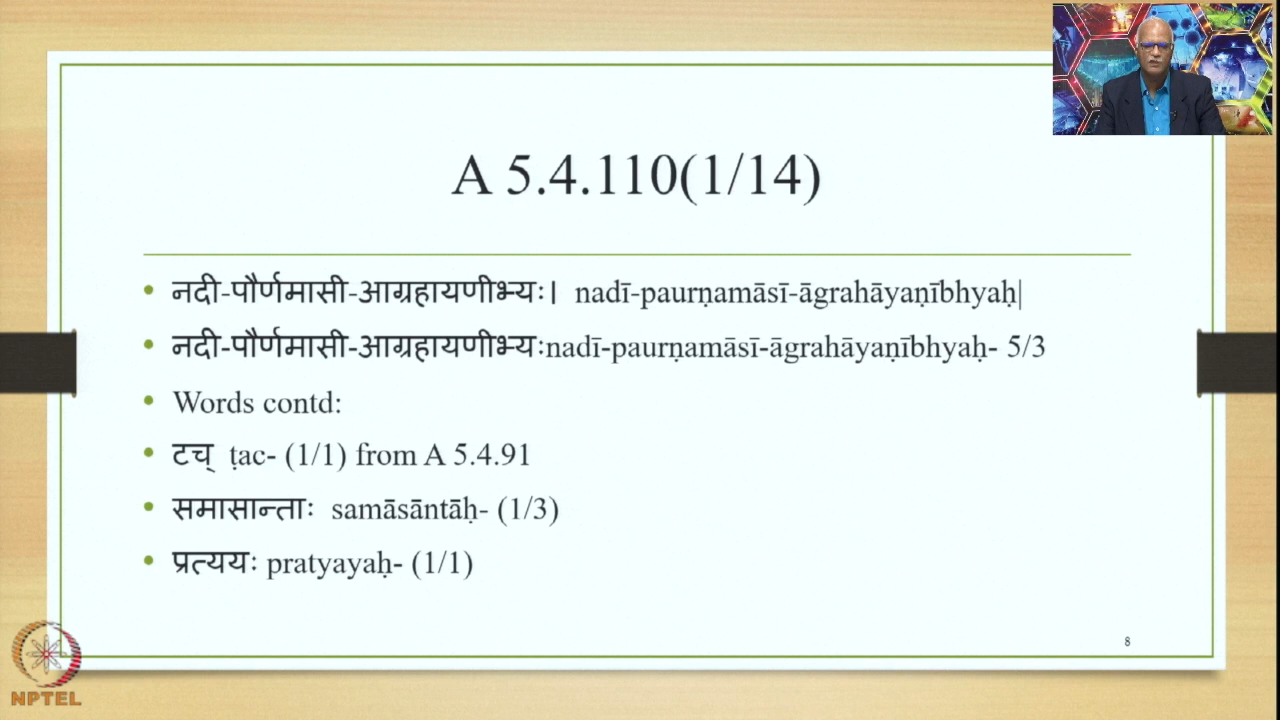 A 5.4.110(1/14)
• नदी-पौर्णमासी-आग्रहायणीभ्यः। nadī-paurṇamāsī-āgrahāyaṇībhyaḥ|
• नदी-पौर्णमासी-आग्रहायणीभ्यःnadī-paurṇamāsī-āgrahāyaṇībhyaḥ- 5/3
• Words contd:
• टच् ṭac- (1/1) from A 5.4.91
• समासान्ताः samāsāntāḥ- (1/3)
• प्रत्ययः pratyayaḥ- (1/1)
8
NPTEL